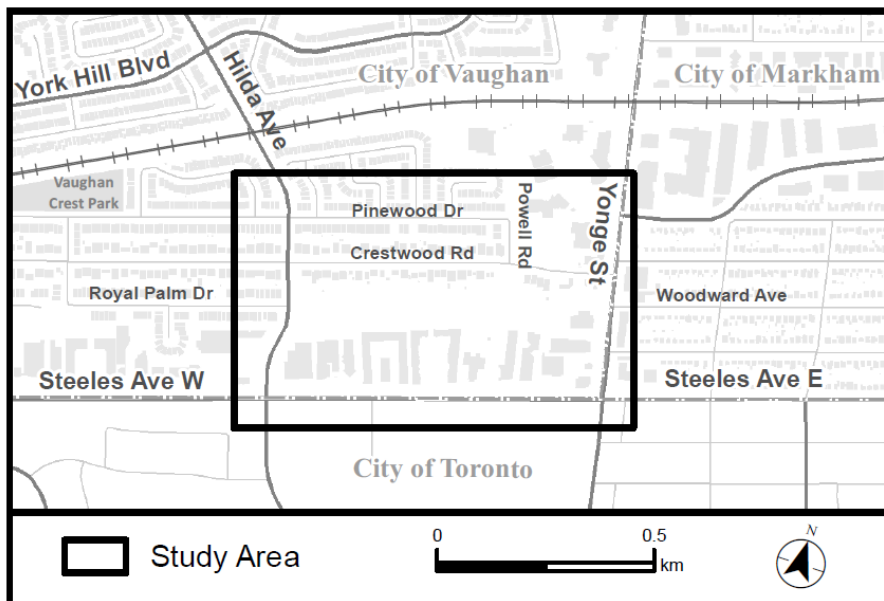 York Hill Blvd
Hilda Ave
City of Vaughan
City of Markham
Vaughan
Crest Park
Pinewood Dr
Powell Rd
Yonge St
Crestwood Rd
Royal Palm Dr
Woodward Ave
Steeles Ave W
Steeles Ave E
City of Toronto
Study Area
0
0.5
km
N